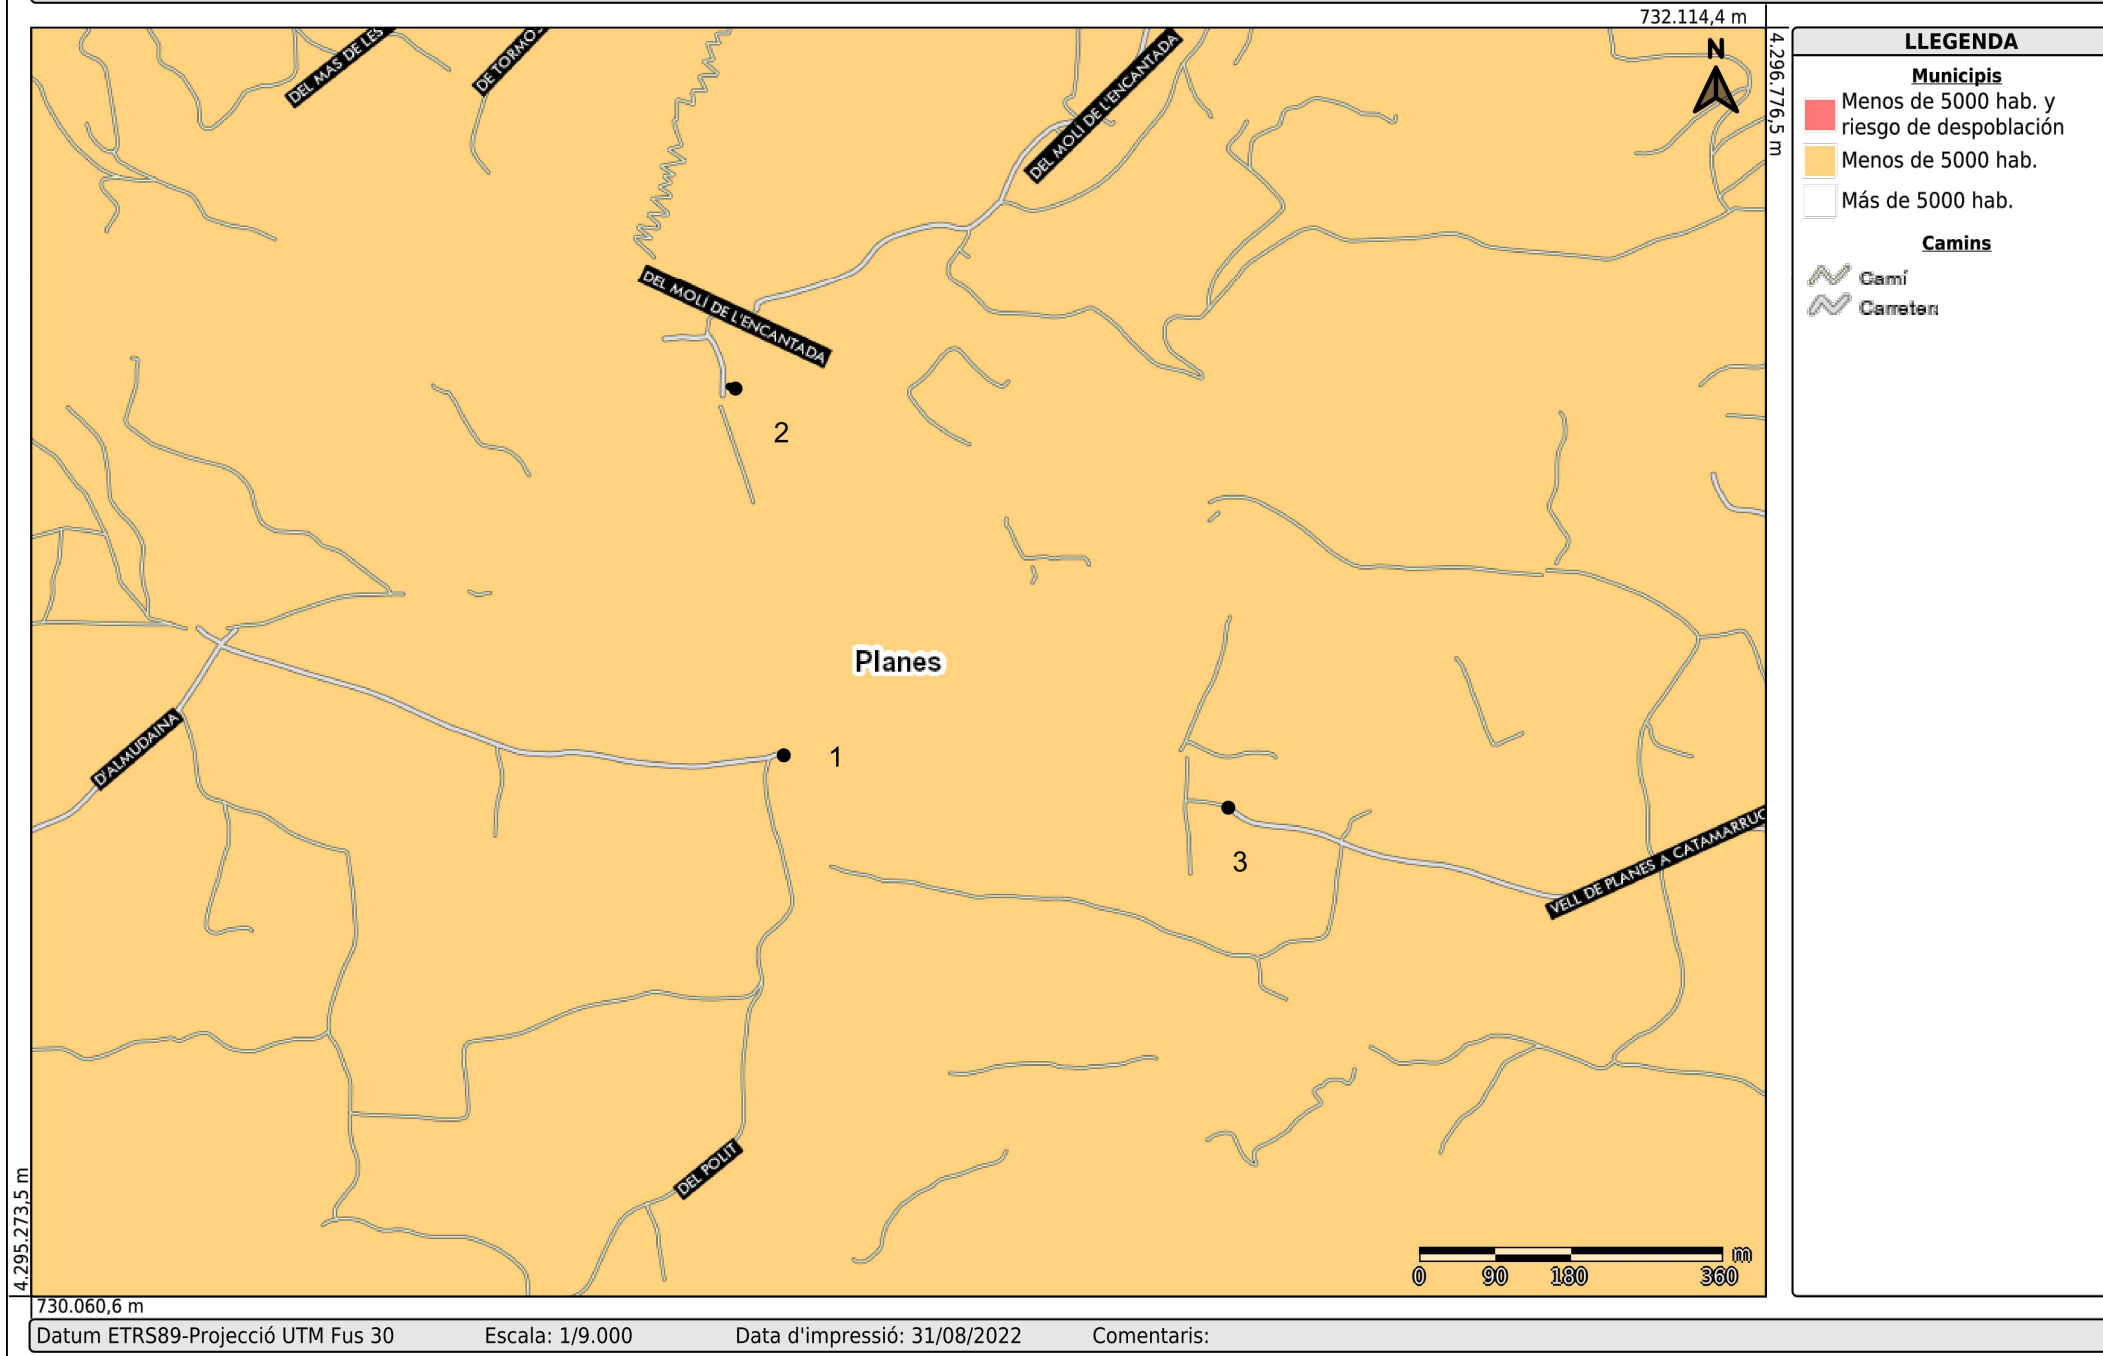 732.114,4 m
4.296.776,5 m
N
LLEGENDA
Municipis
Menos de 5000 hab. y
riesgo de despoblación
Menos de 5000 hab.
Más de 5000 hab.
Camins
Camí
DEL MAS DE LES
DE TORMOS
DEL MOLÍ DE L'ENCANTADA
DEL MOLÍ DE L'ENCANTADA
2
Planes
D'ALMUDAINA
1
3
VELL DE PLANES A CATAMARRUC
DEL POLIT
m
0 90 180 360
4.295.273,5 m
730.060,6 m
Datum ETRS89-Projecció UTM Fus 30 Escala: 1/9.000 Data d'impressió: 31/08/2022 Comentaris: